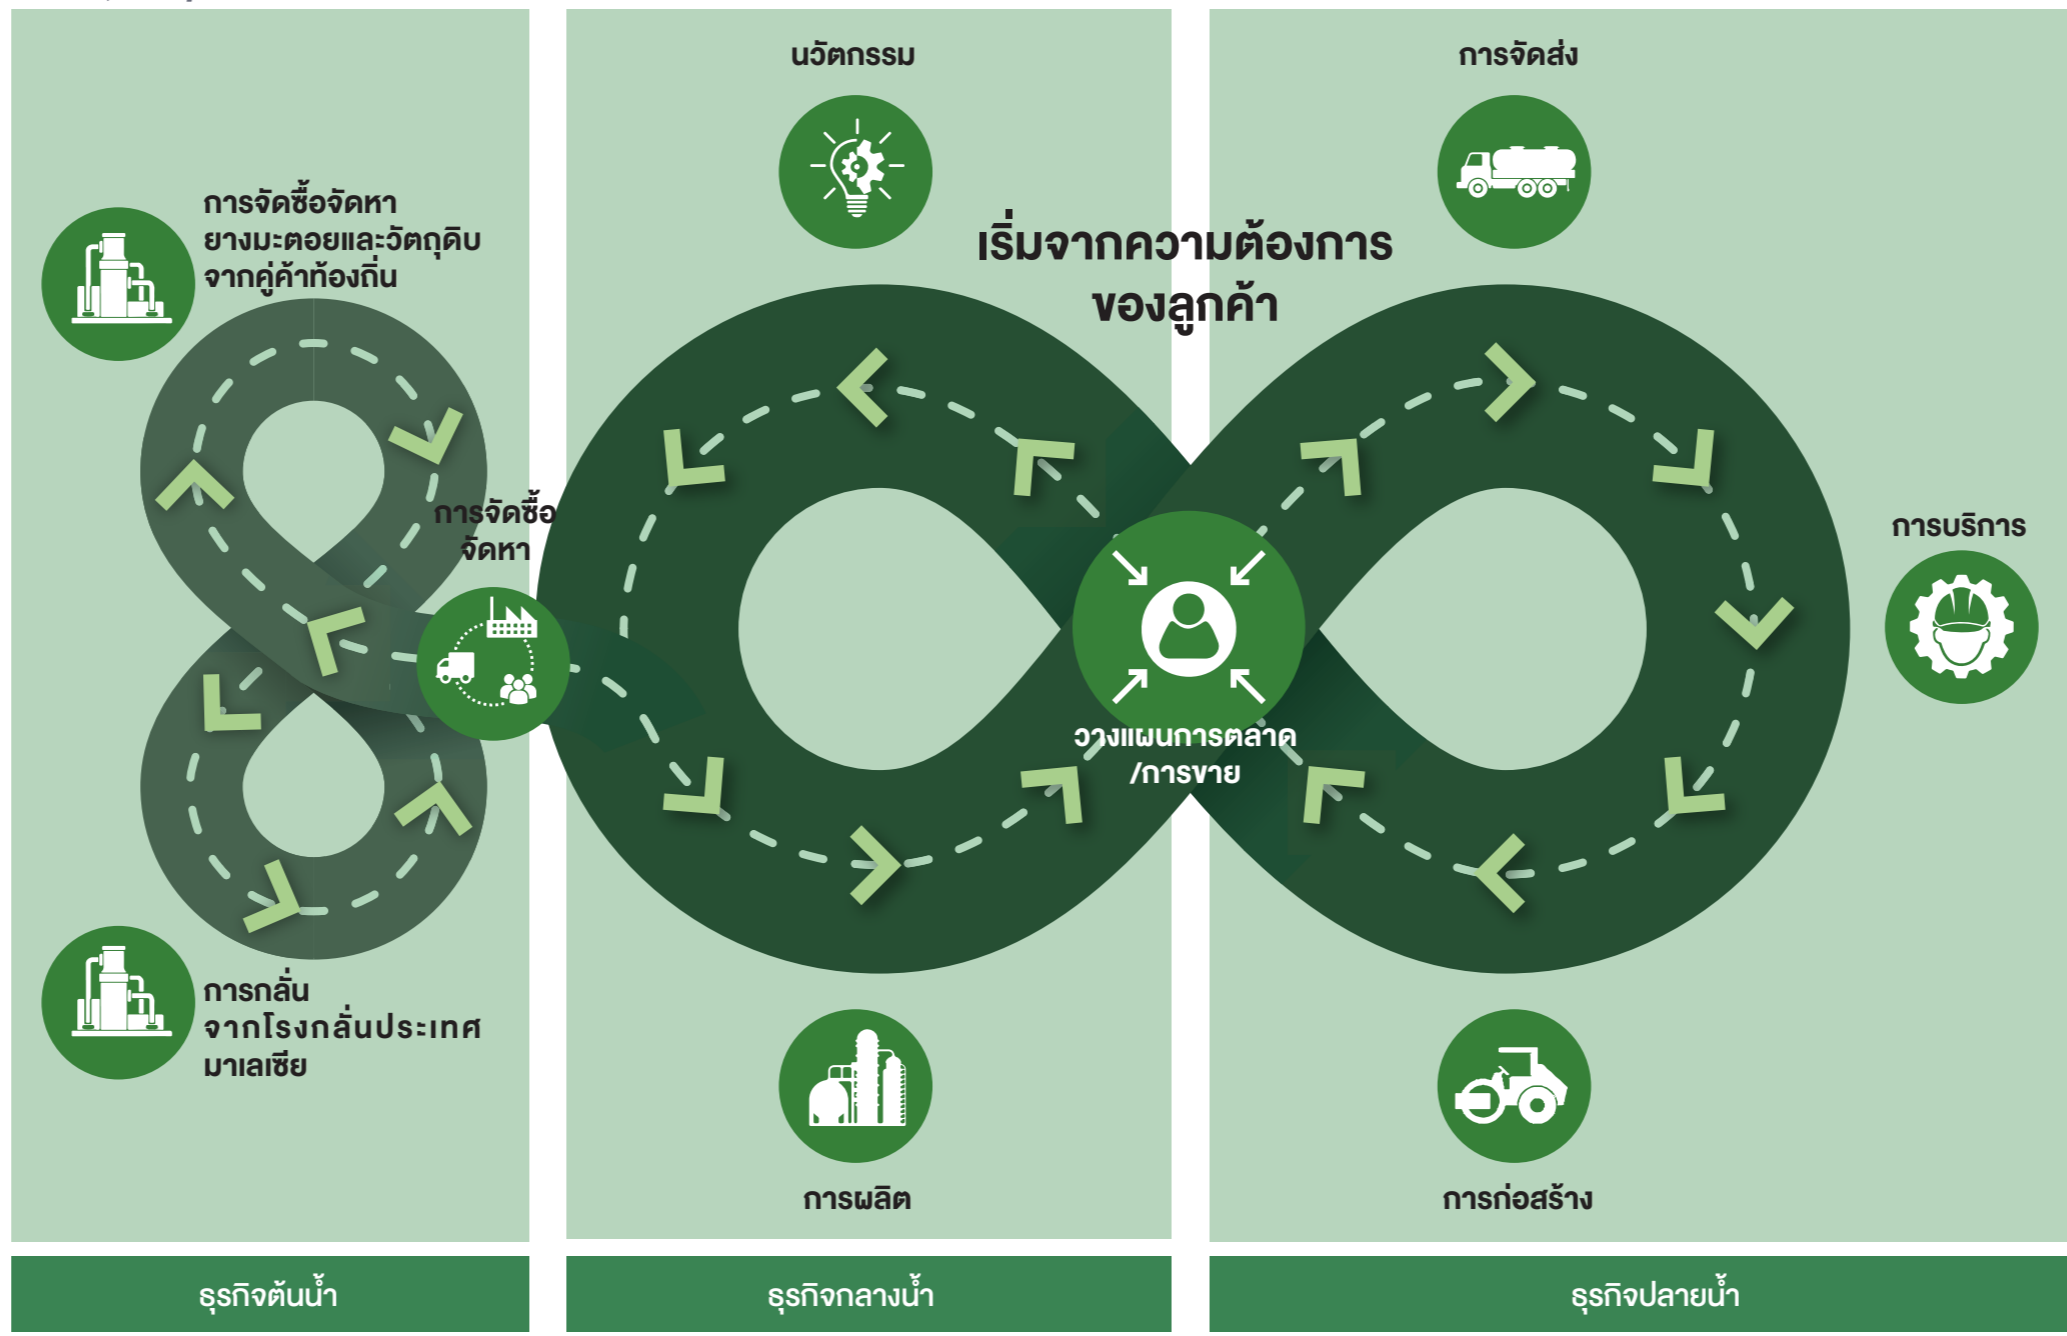 นวัตกรรม
การจัดส่ง
การจัดซื้อจัดหา
ยางมะตอยและวัตถุดิบ
จากคู่ค้าท้องถิ่น
เริ่มจากความต้องการ
ของลูกค้า
การจัดซื้อ
จัดหา
การบริการ
วางแผนการตลาด
/การขาย
การกลั่น
จากโรงกลั่นประเทศ
มาเลเซีย
การผลิต
การก่อสร้าง
ธุรกิจต้นน้ำ
ธุรกิจกลางน้ำ
ธุรกิจปลายน้ำ